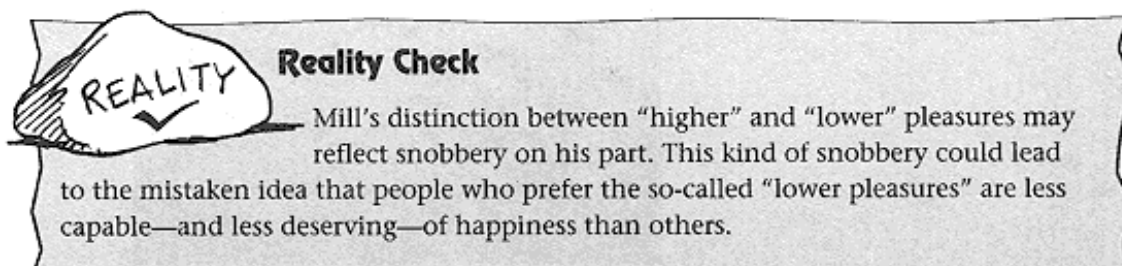 REALITY
Reality Check
Mill's distinction between "higher" and "lower" pleasures may
reflect snobbery on his part. This kind of snobbery could lead
to the mistaken idea that people who prefer the so-called "lower pleasures" are less
capable—and less deserving—of happiness than others.